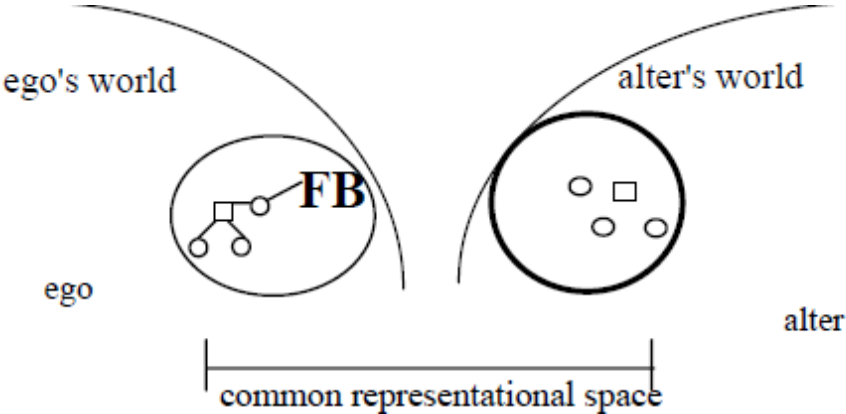 ego's world
alter's world
FB
ego
alter
common representational space